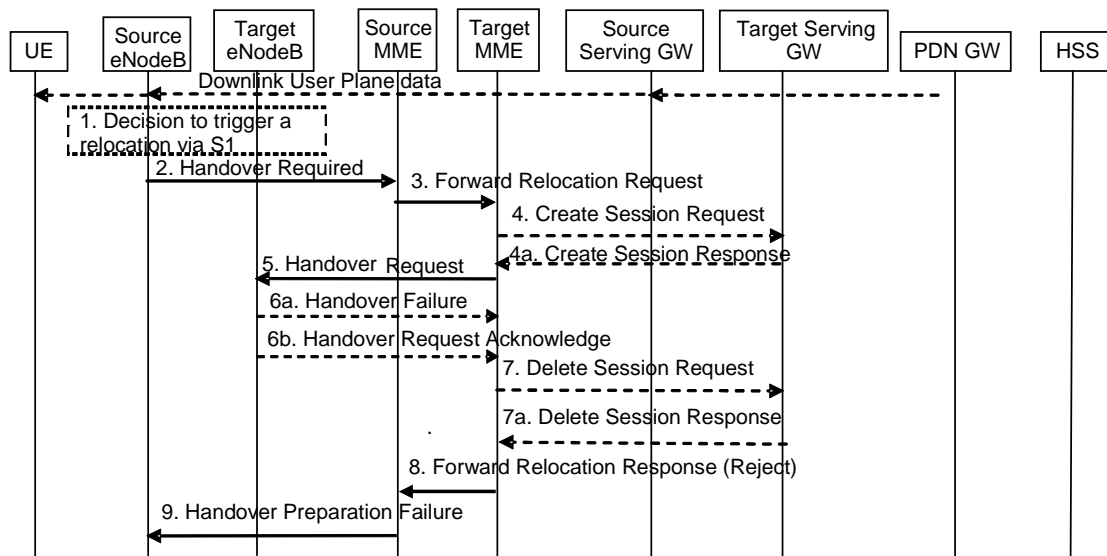 UE
Source
eNodeB
Target
eNodeB
Source
MME
Target
MME
Source
Serving GW
Target Serving
GW
PDN GW
HSS
Downlink User Plane data
1. Decision to trigger a
relocation via S1
2. Handover Required
3. Forward Relocation Request
4. Create Session Request
4a. Create Session Response
5. Handover Request
6a. Handover Failure
6b. Handover Request Acknowledge
7. Delete Session Request
7a. Delete Session Response
.
8. Forward Relocation Response (Reject)
9. Handover Preparation Failure